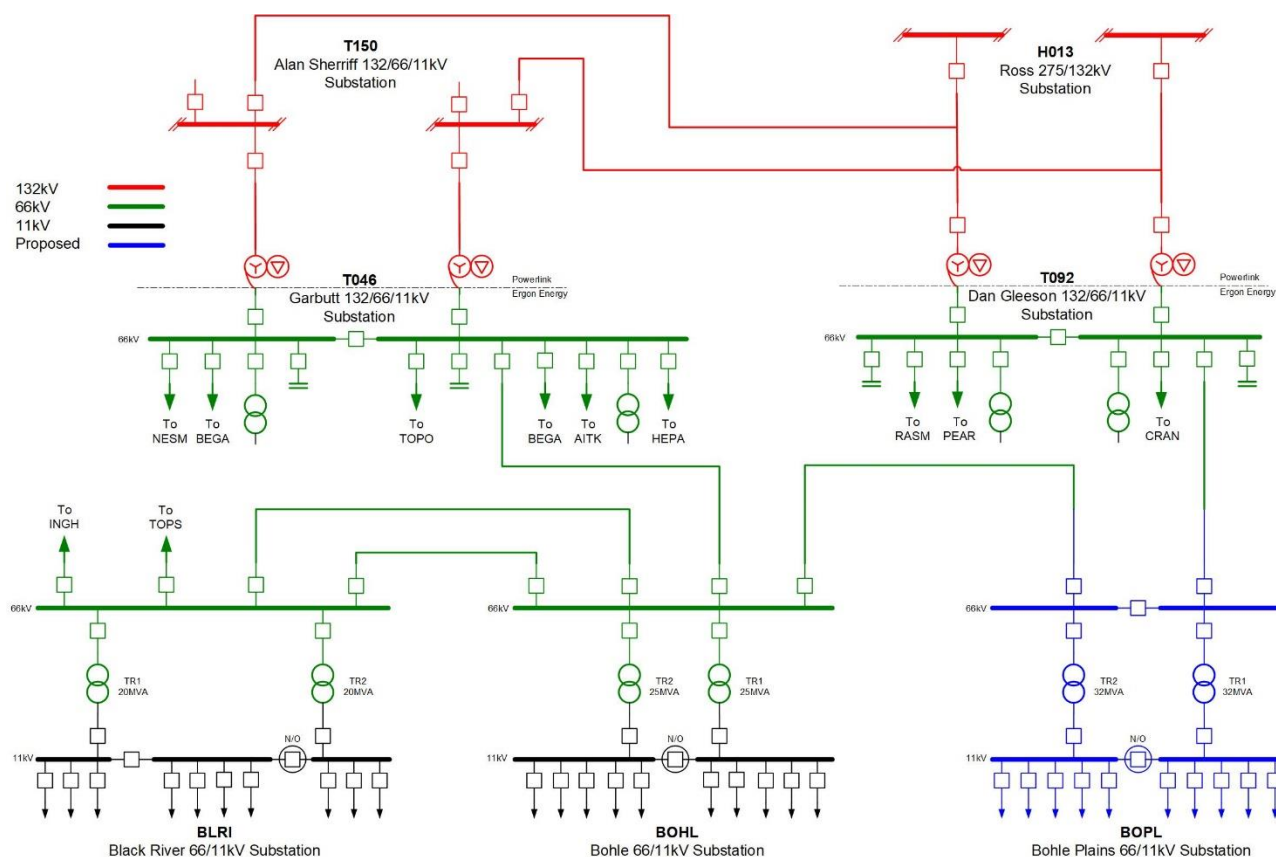 T150
Alan Sherriff 132/66/11kV
Substation
H013
Ross 275/132kV
Substation
132kV
66kV
11kV
Proposed
T046
Garbutt 132/66/11kV
Substation
Powerlink
Ergon Energy
T092
Dan Gleeson 132/66/11kV
Substation
Powerlink
Ergon Energy
66kV
66kV
To
NESM
To
BEGA
To
TOPO
To
BEGA
To
AITK
To
HEPA
To
RASM
To
PEAR
To
CRAN
To
INGH
To
TOPS
66kV
66kV
66kV
TR1
20MVA
TR2
20MVA
TR2
25MVA
TR1
25MVA
TR2
32MVA
TR1
32MVA
N/O
N/O
N/O
11kV
11kV
11kV
BLRI
Black River 66/11kV Substation
BOHL
Bohle 66/11kV Substation
BOPL
Bohle Plains 66/11kV Substation